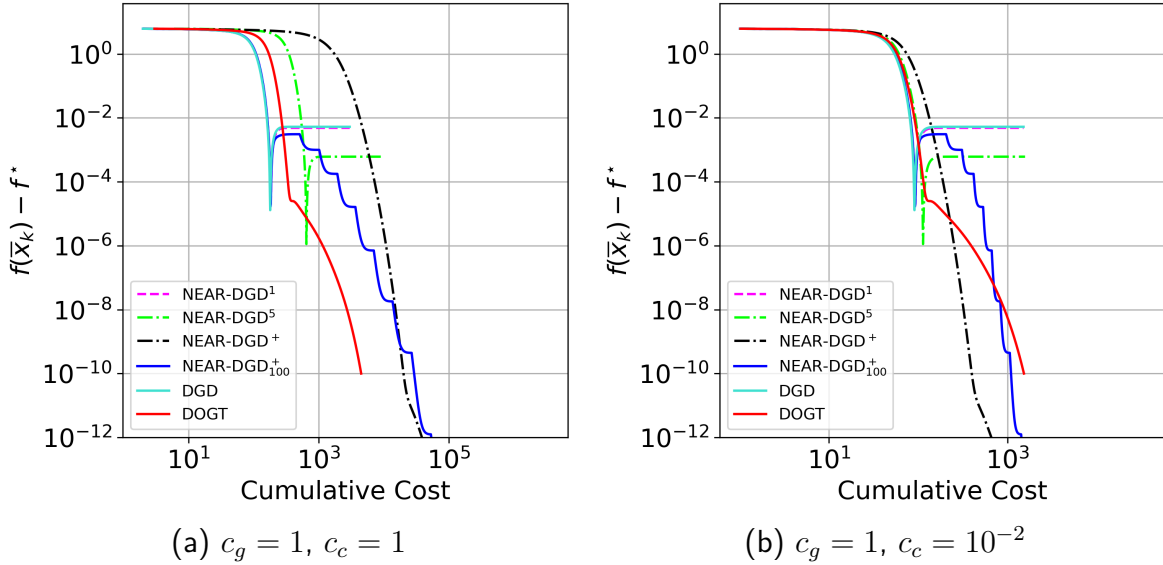 10^0
10^{-2}
10^{-4}
10^{-6}
10^{-8}
10^{-10}
10^{-12}
f(\overline{x}_k) − f^⋆
NEAR-DGD^1
NEAR-DGD^5
NEAR-DGD^+
NEAR-DGD^+_{100}
DGD
DOGT
10^1
10^3
10^5
Cumulative Cost
(a) c_g = 1, c_c = 1
10^0
10^{-2}
10^{-4}
10^{-6}
10^{-8}
10^{-10}
10^{-12}
f(\overline{x}_k) − f^⋆
NEAR-DGD^1
NEAR-DGD^5
NEAR-DGD^+
NEAR-DGD^+_{100}
DGD
DOGT
10^1
10^3
Cumulative Cost
(b) c_g = 1, c_c = 10^{-2}